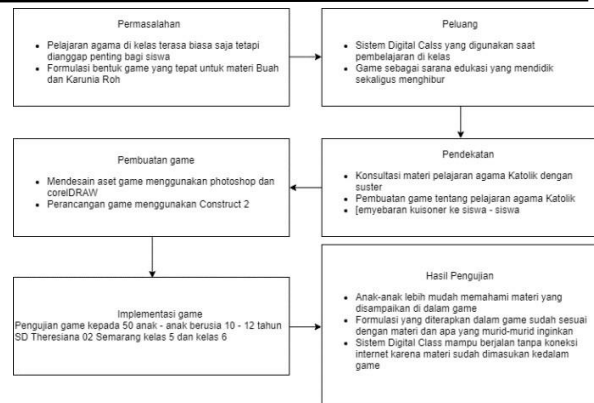 Permasalahan
Pelajaran agama di kelas terasa biasa saja tetapi
dianggap penting bagi siswa
Formulasi bentuk game yang tepat untuk materi Buah
dan Karunia Roh
Peluang
Sistem Digital Calss yang digunakan saat
pembelajaran di kelas
Game sebagai sarana edukasi yang mendidik
sekaligus menghibur
Pendekatan
Konsultasi materi pelajaran agama Katolik dengan
suster
Pembuatan game tentang pelajaran agama Katolik
[emyebaran kuisoner ke siswa - siswa
Pembuatan game
Mendesain aset game menggunakan photoshop dan
corelDRAW
Perancangan game menggunakan Construct 2
Implementasi game
Pengujian game kepada 50 anak - anak berusia 10 - 12 tahun
SD Theresiana 02 Semarang kelas 5 dan kelas 6
Hasil Pengujian
Anak-anak lebih mudah memahami materi yang
disampaikan di dalam game
Formulasi yang diterapkan dalam game sudah sesuai
dengan materi dan apa yang murid-murid inginkan
Sistem Digital Class mampu berjalan tanpa koneksi
internet karena materi sudah dimasukan kedalam
game